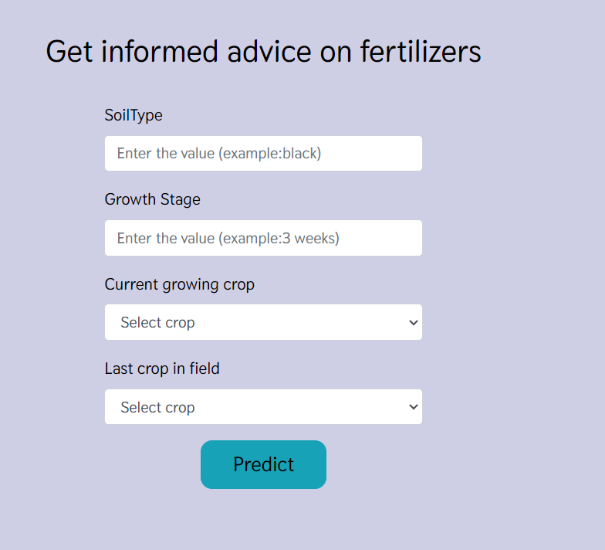 Get informed advice on fertilizers
SoilType
Enter the value (example:black)
Growth Stage
Enter the value (example:3 weeks)
Current growing crop
Select crop
Last crop in field
Select crop
Predict